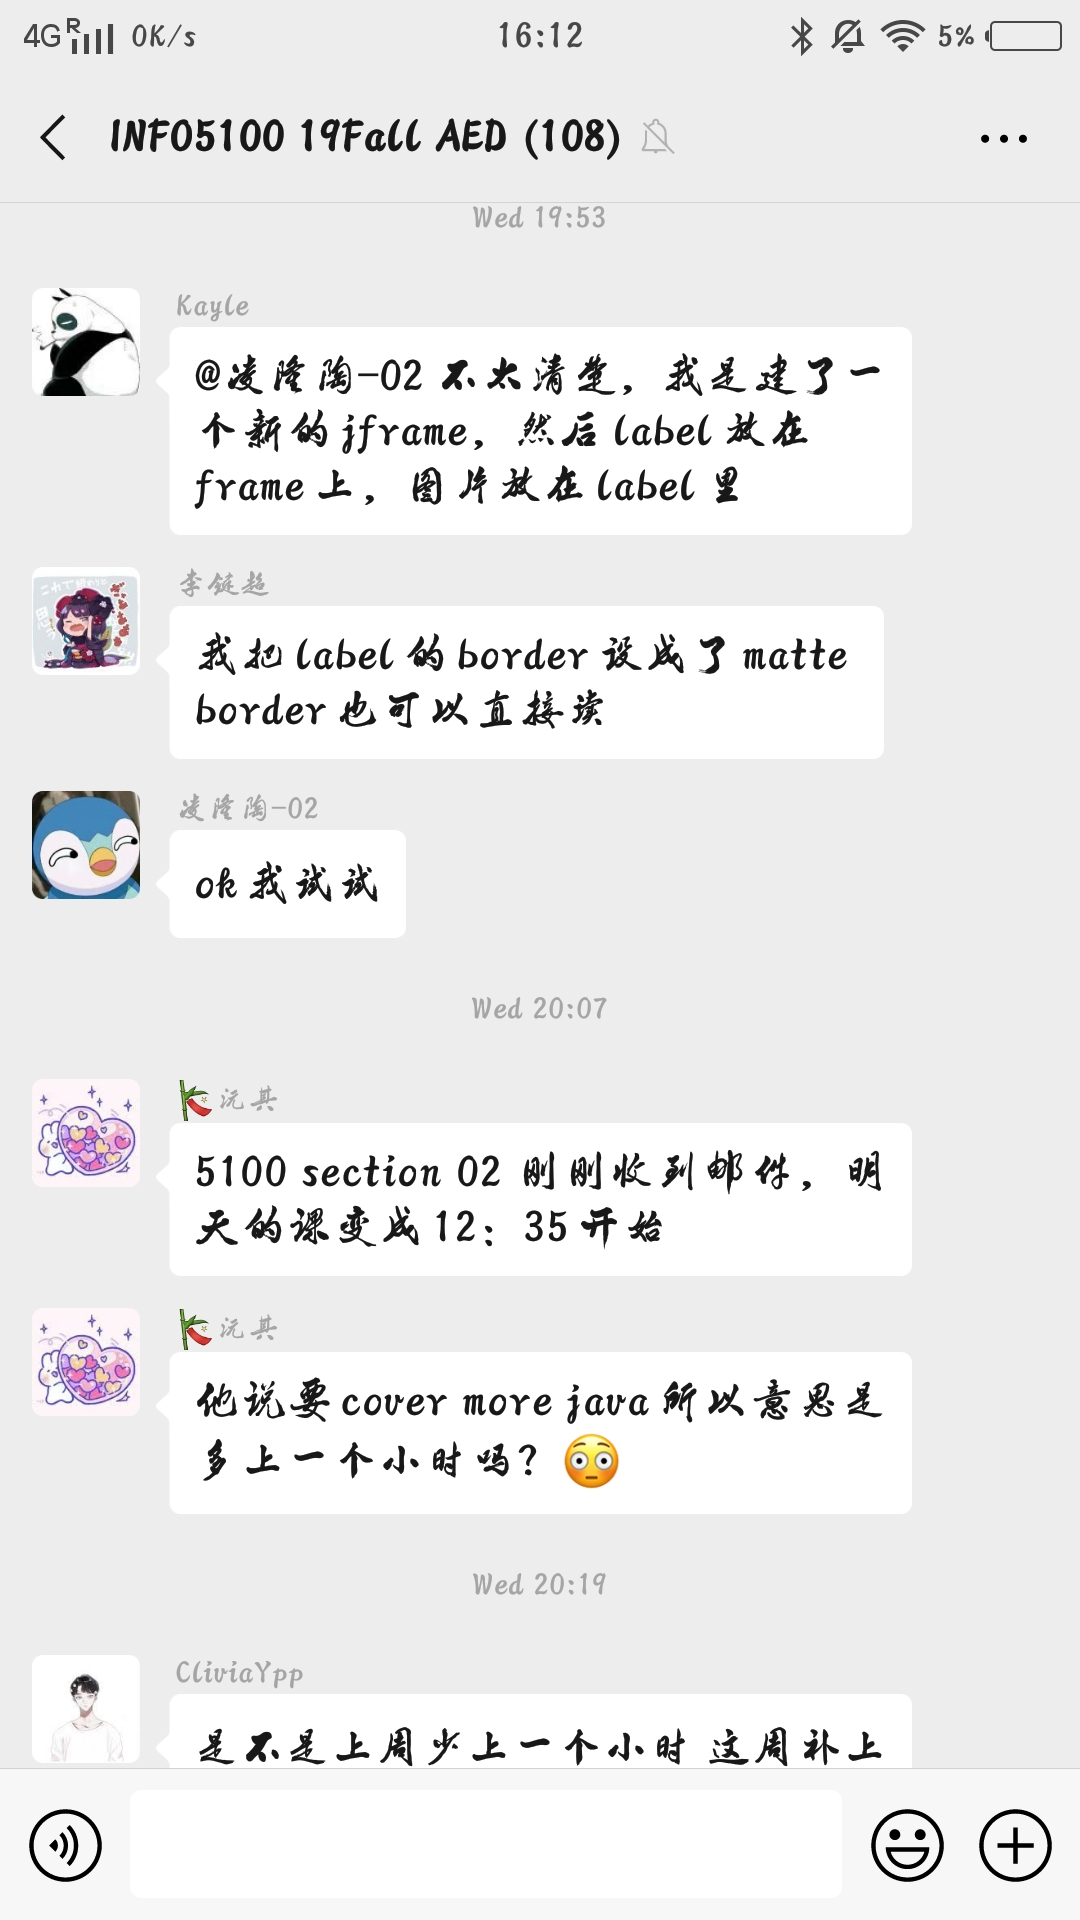 4G R 0K/s 16:12 5%
INFO5100 19Fall AED (108)
Wed 19:53
Kayle
@凌隆陶-02 不太清楚，我是建了一
个新的jframe，然后label放在
frame上，图片放在label里
李链超
我把label的border设成了matte
border也可以直接读
凌隆陶-02
ok我试试
Wed 20:07
沅其
5100 section 02 刚刚收到邮件，明
天的课变成12：35开始
沅其
他说要cover more java所以意思是
多上一个小时吗？
Wed 20:19
CliviaYpp
是不是上周少上一个小时 这周补上